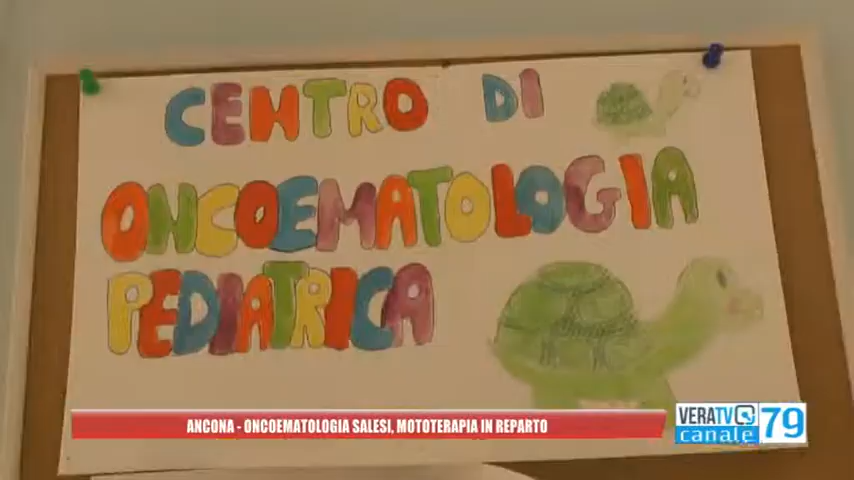 CENTRO DI
ONCOEMATOLOGIA
PEDIATRICA
ANCONA - ONCOEMATOLOGIA SALESI, MOTOTERAPIA IN REPARTO
VERATV
canale 79